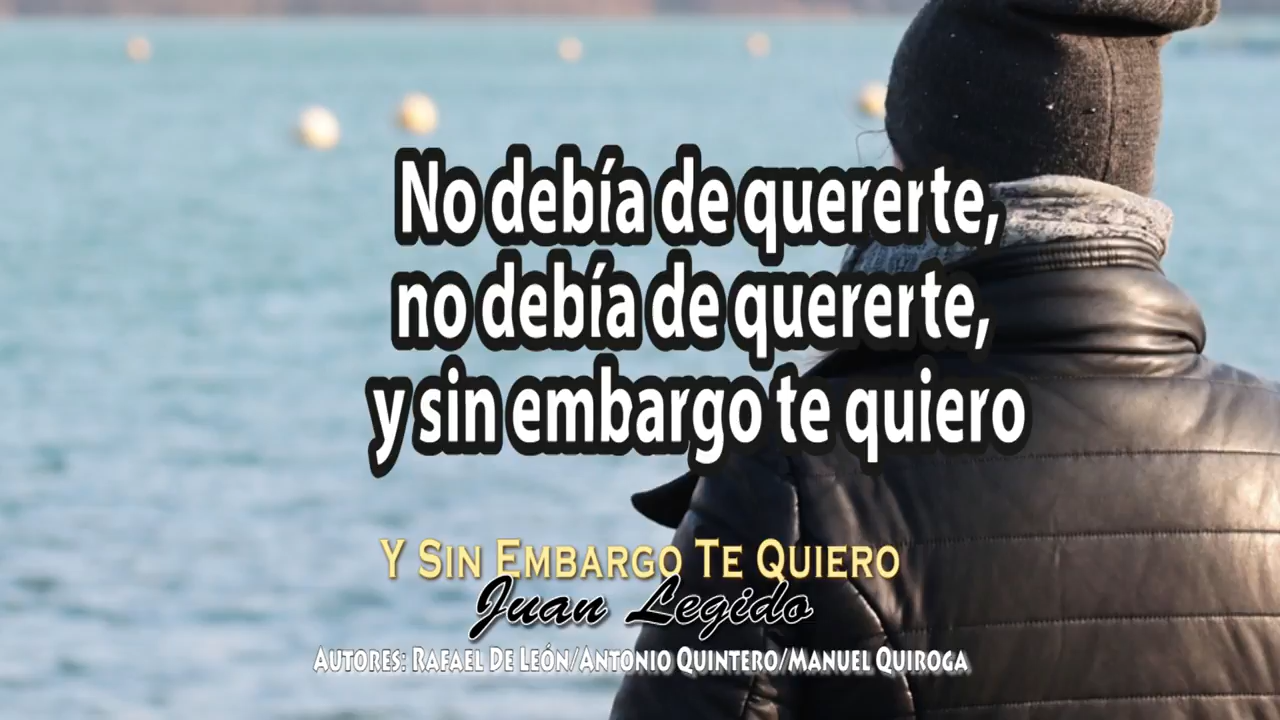 No debía de quererte,
no debía de quererte,
y sin embargo te quiero
Y SIN EMBARGO TE QUIERO
Juan Legido
AUTORES: RAFAEL DE LEÓN/ANTONIO QUINTERO/MANUEL QUIROGA